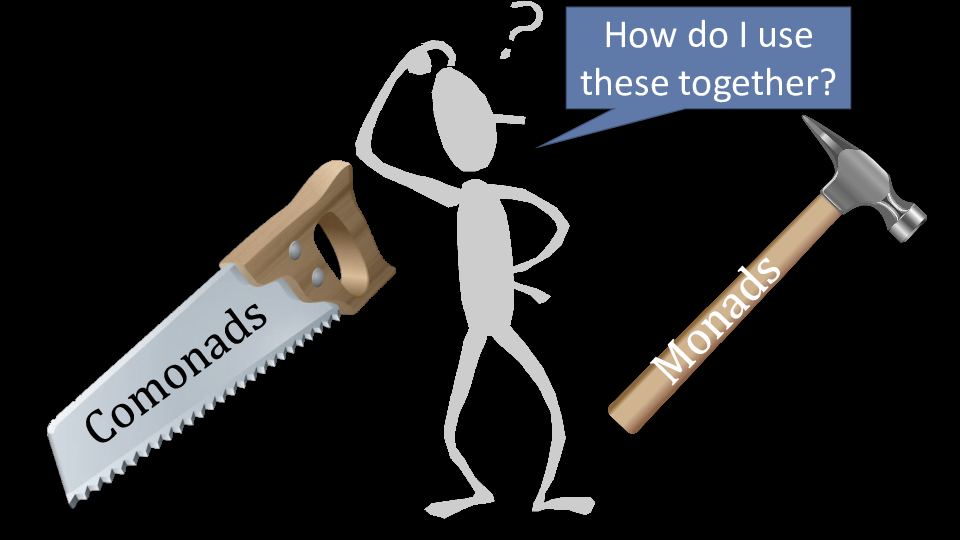 How do I use
these together?
Comonads
Monads